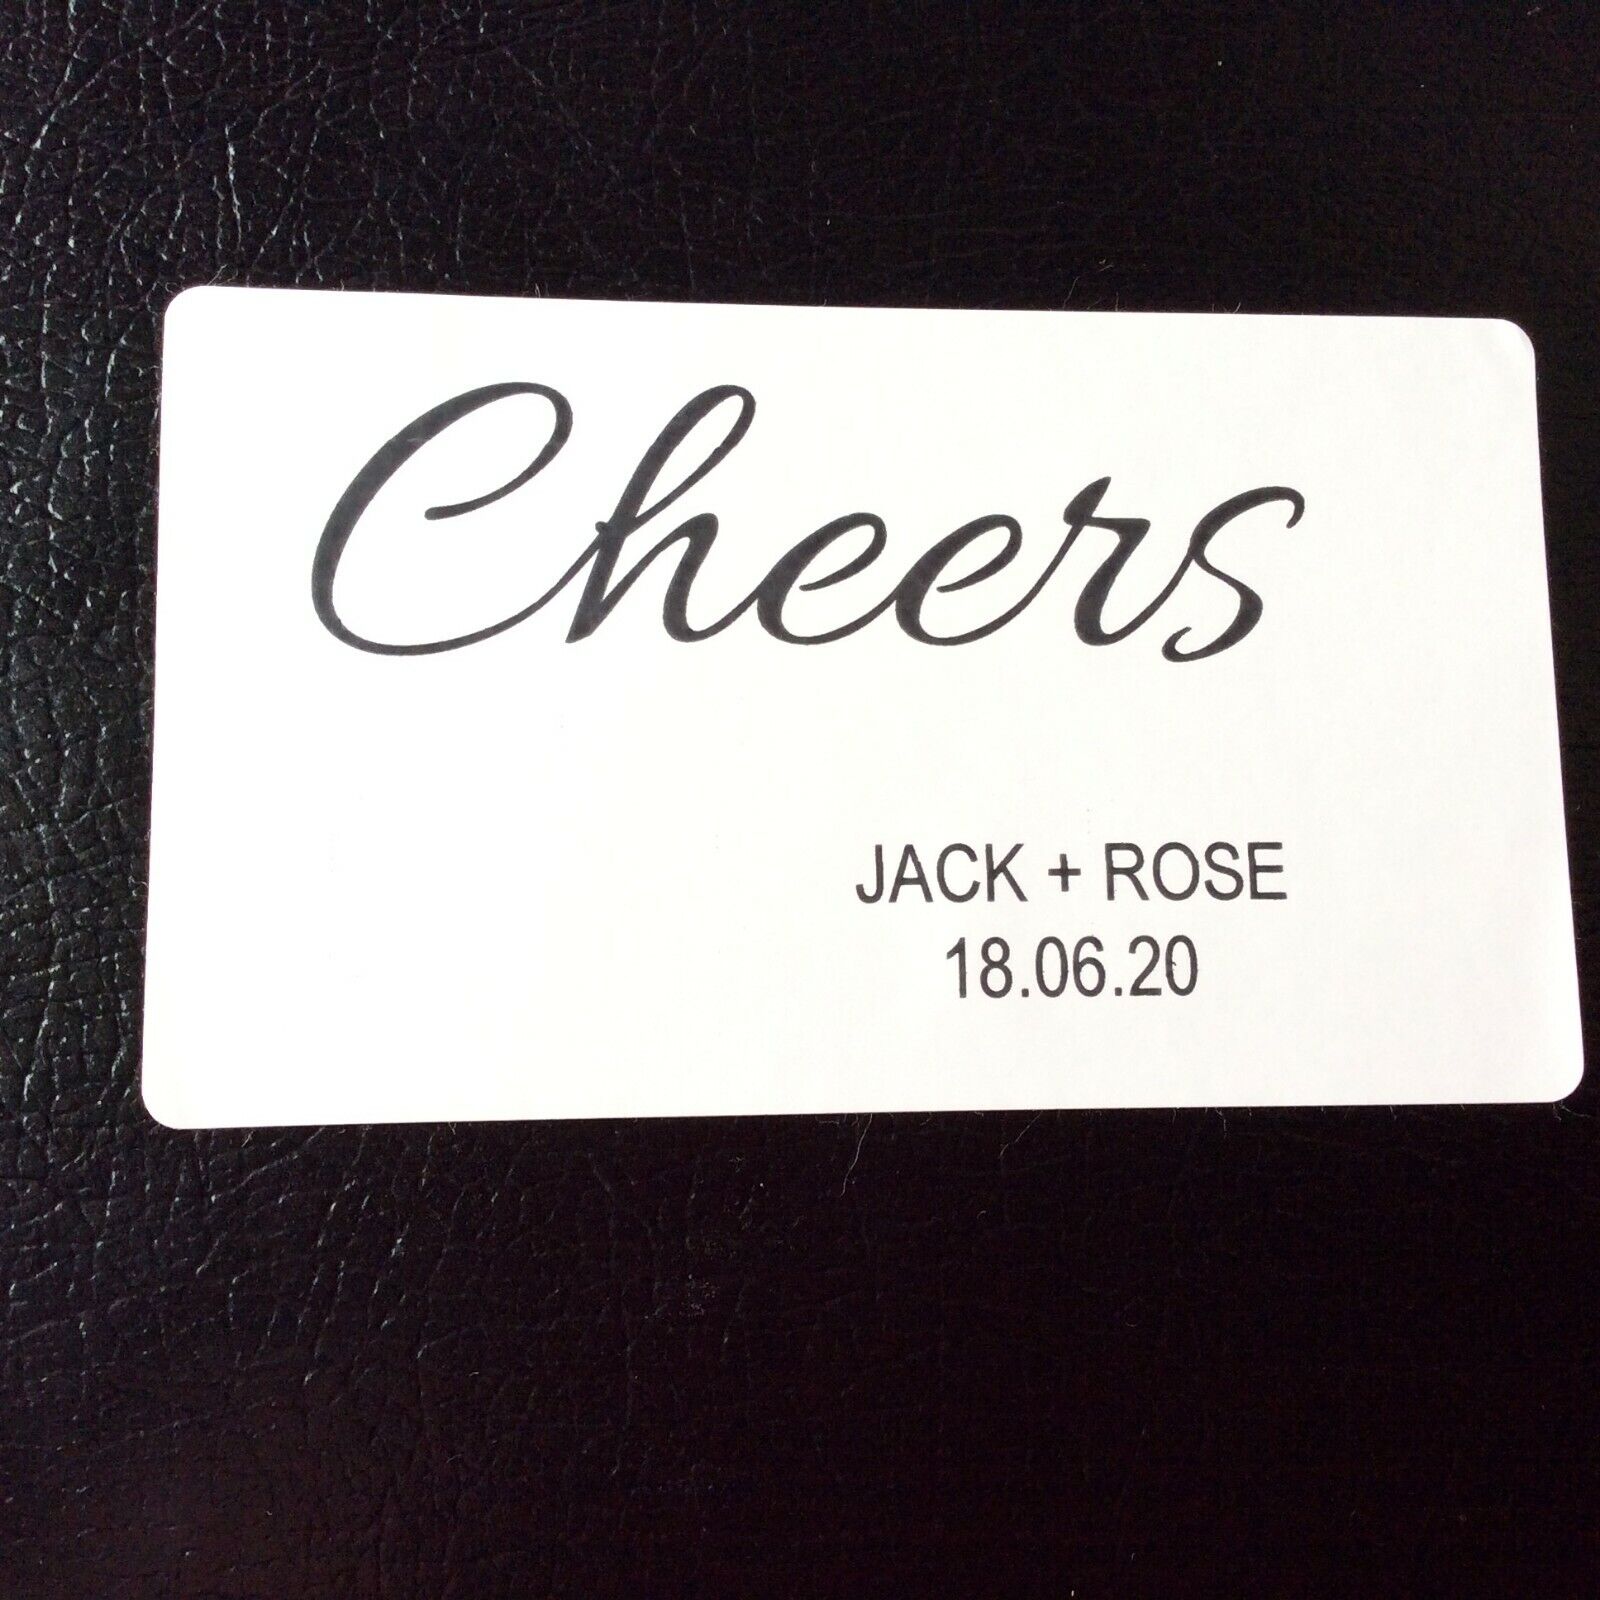 Cheers
JACK + ROSE
18.06.20